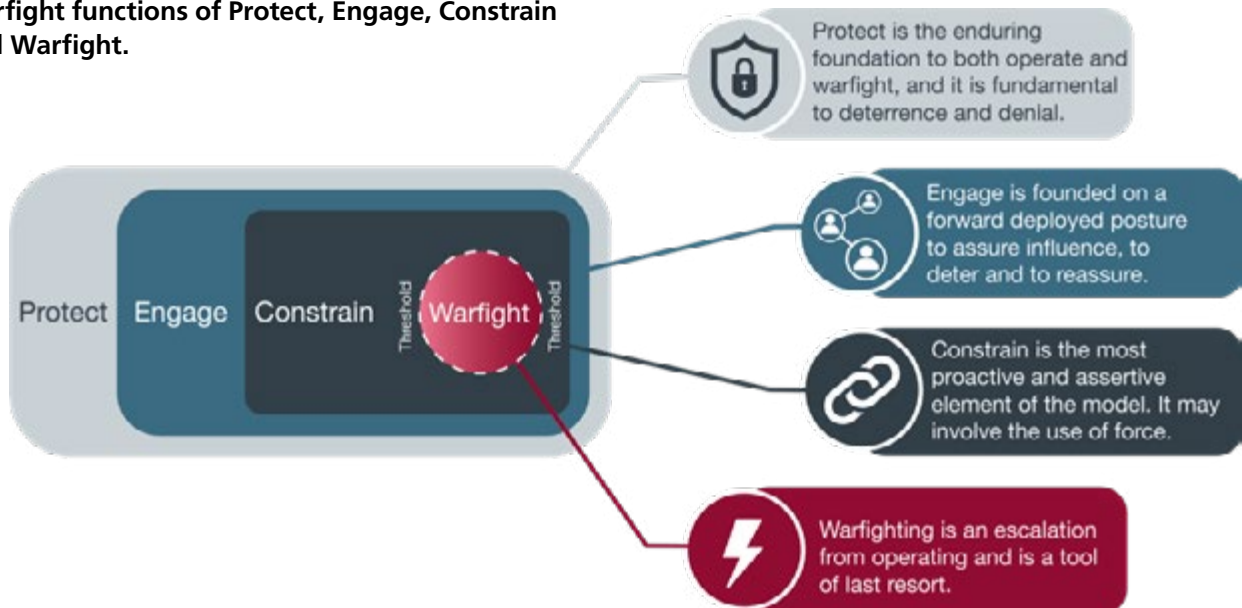 rfight functions of Protect, Engage, Constrain
Warfight.
Protect is the enduring
foundation to both operate and
warfight, and it is fundamental
to deterrence and denial.
Engage is founded on a
forward deployed posture
to assure influence, to
deter and to reassure.
Protect
Engage
Constrain
Threshold
Warfight
Threshold
Constrain is the most
proactive and assertive
element of the model. It may
involve the use of force.
Warfighting is an escalation
from operating and is a tool
of last resort.